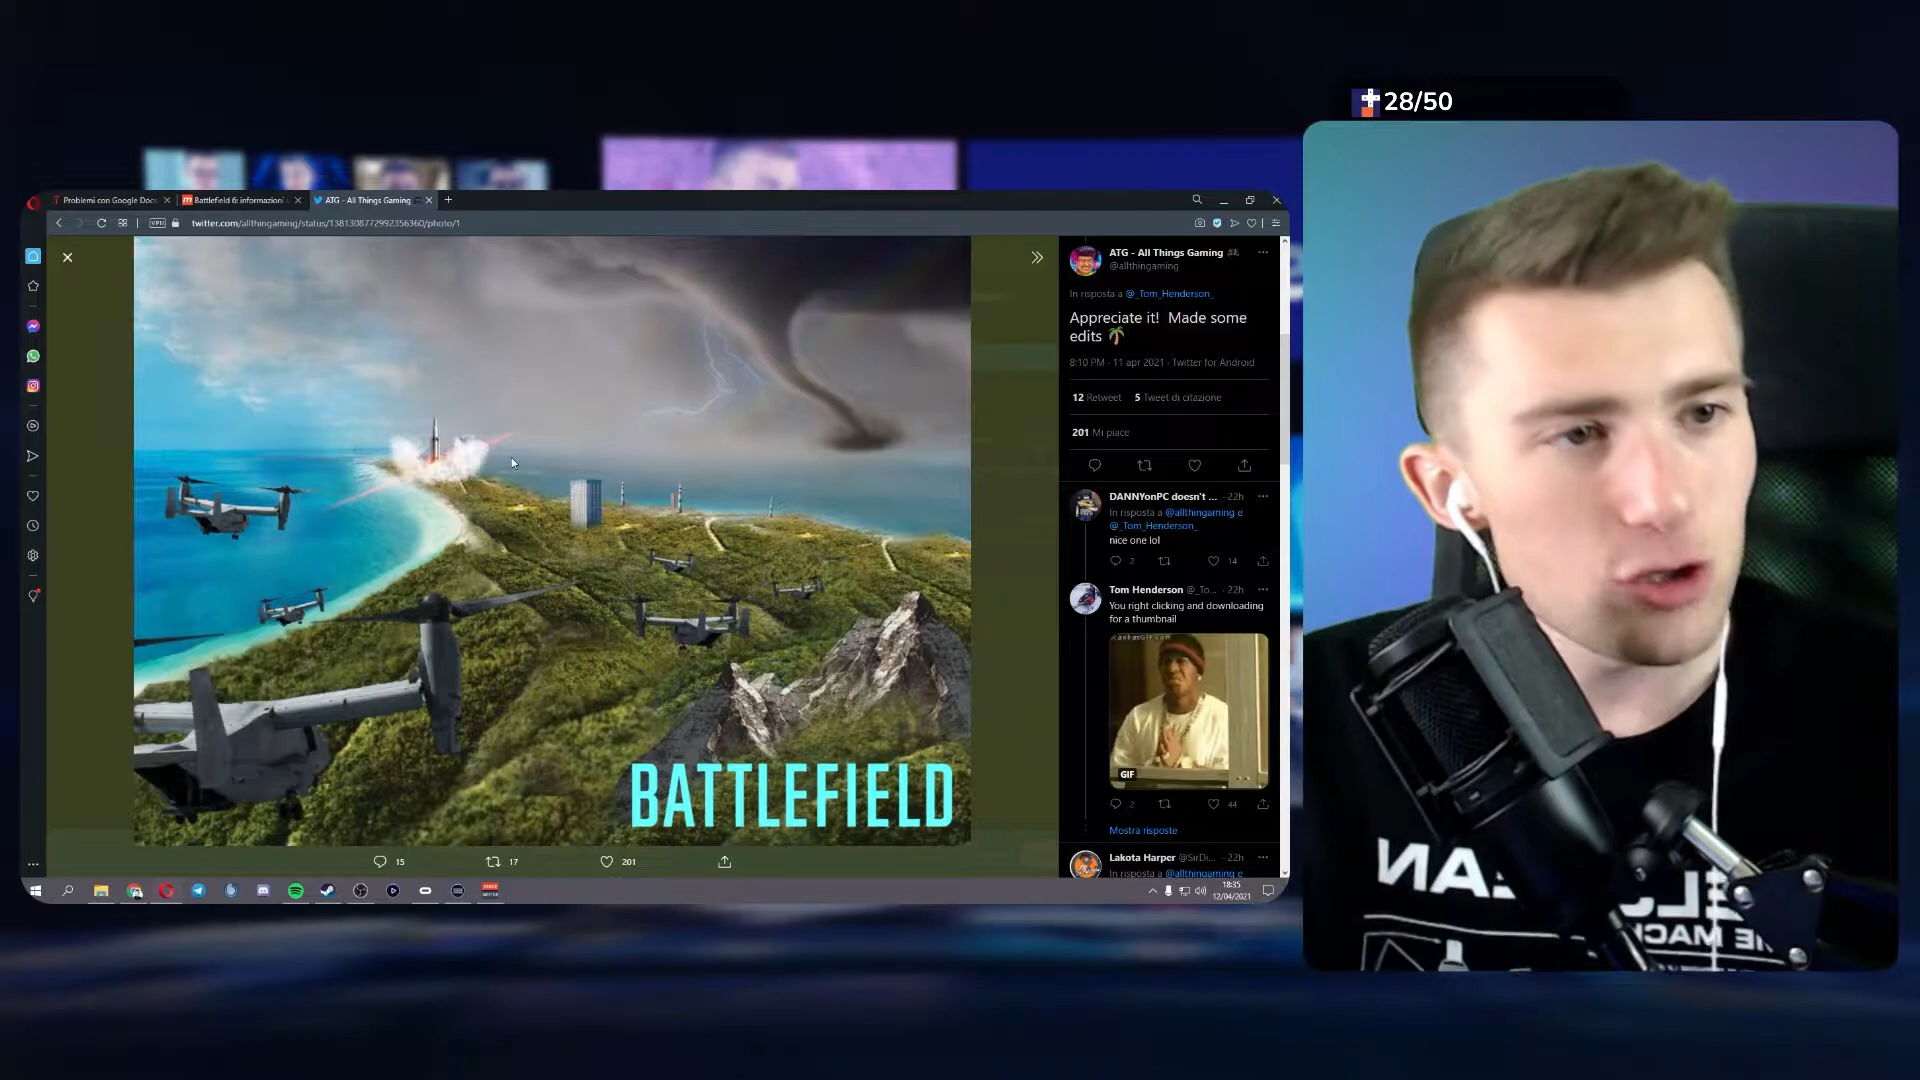 28/50
Problemi con Google Docs
Battlefield 6: informazioni
ATG - All Things Gaming
VPN
twitter.com/allthingaming/status/1381308772992356360/photo/1
ATG - All Things Gaming
@allthingaming
In risposta a @_Tom_Henderson_
Appreciate it! Made some
edits
8:10 PM · 11 apr 2021 · Twitter for Android
12 Retweet 5 Tweet di citazione
201 Mi piace
DANNYonPC doesn't ... · 22h
In risposta a @allthingaming e
@_Tom_Henderson_
nice one lol
2 14
Tom Henderson @_To... · 22h
You right clicking and downloading
for a thumbnail
GIF
2 44
Mostra risposte
Lakota Harper @SirDi... · 22h
In risposta a @allthingaming e
BATTLEFIELD
15 17 201
18:35
12/04/2021